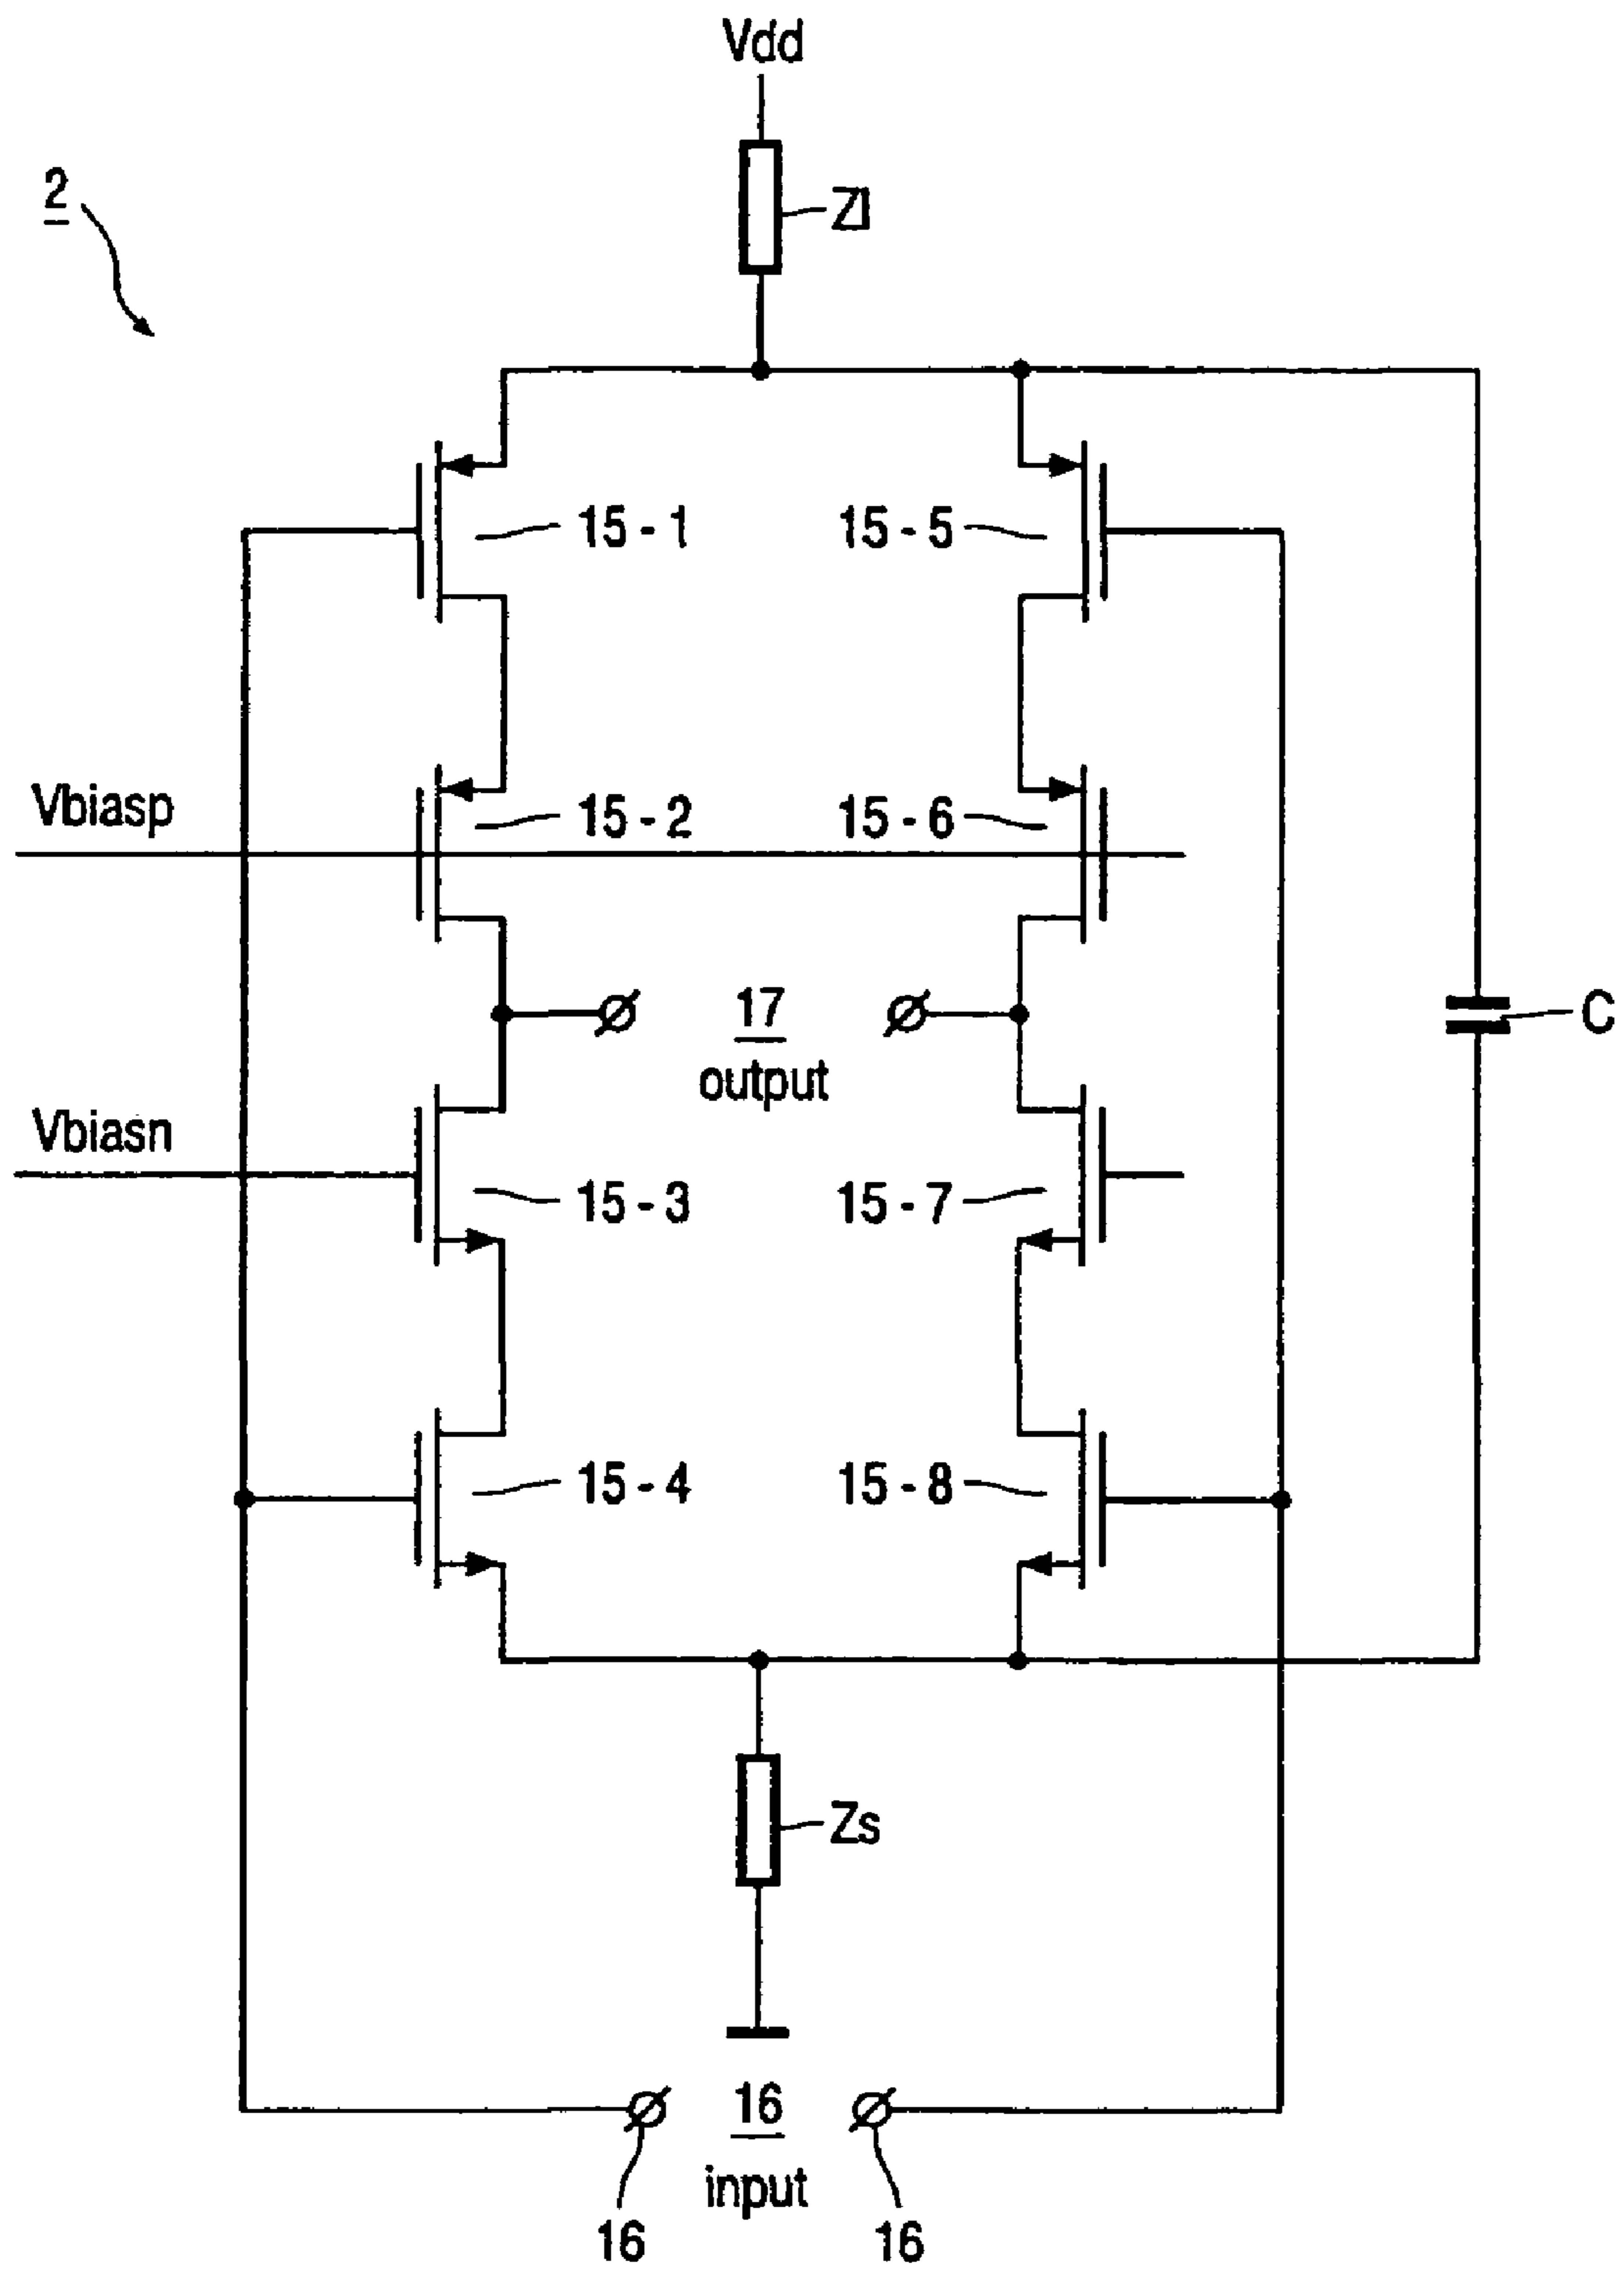 Vdd
2
Zl
15 - 1
15 - 5
Vbiasp
15 - 2
15 - 6
17
output
C
Vbiasn
15 - 3
15 - 7
15 - 4
15 - 8
Zs
16
input
16
16